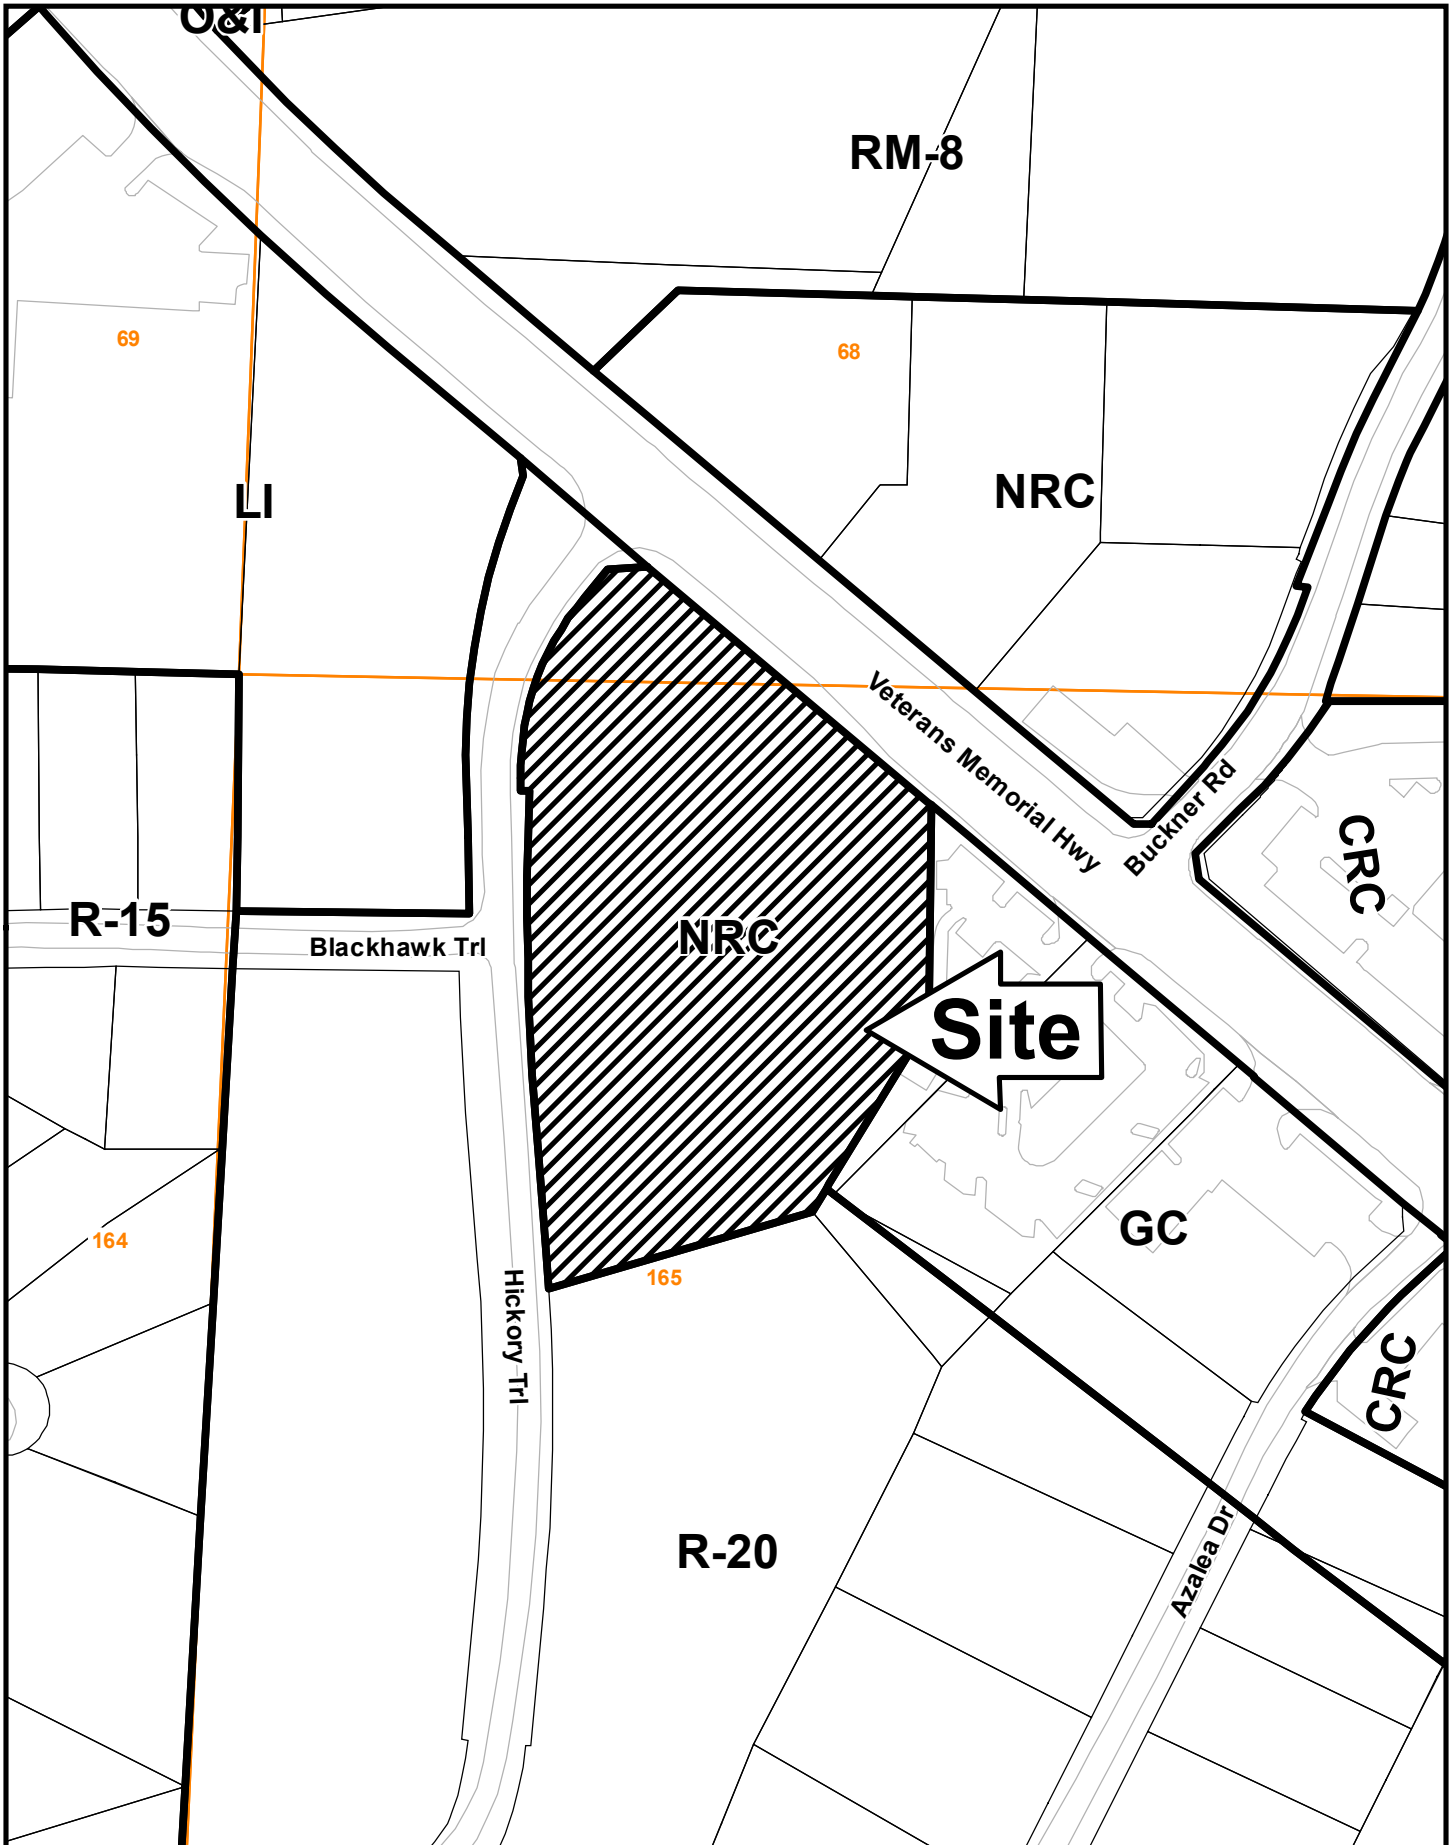 O&I
RM-8
69
68
LI
NRC
Veterans Memorial Hwy
Buckner Rd
CRC
R-15
Blackhawk Trl
NRC
Site
164
GC
165
Hickory Trl
CRC
R-20
Azalea Dr